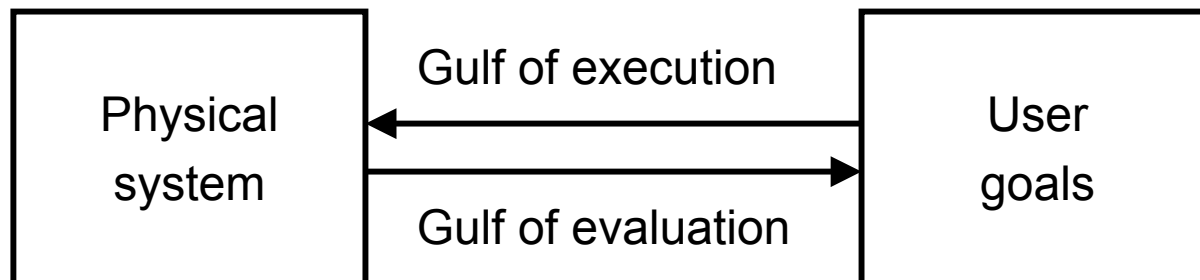 Physical
system
Gulf of execution
Gulf of evaluation
User
goals